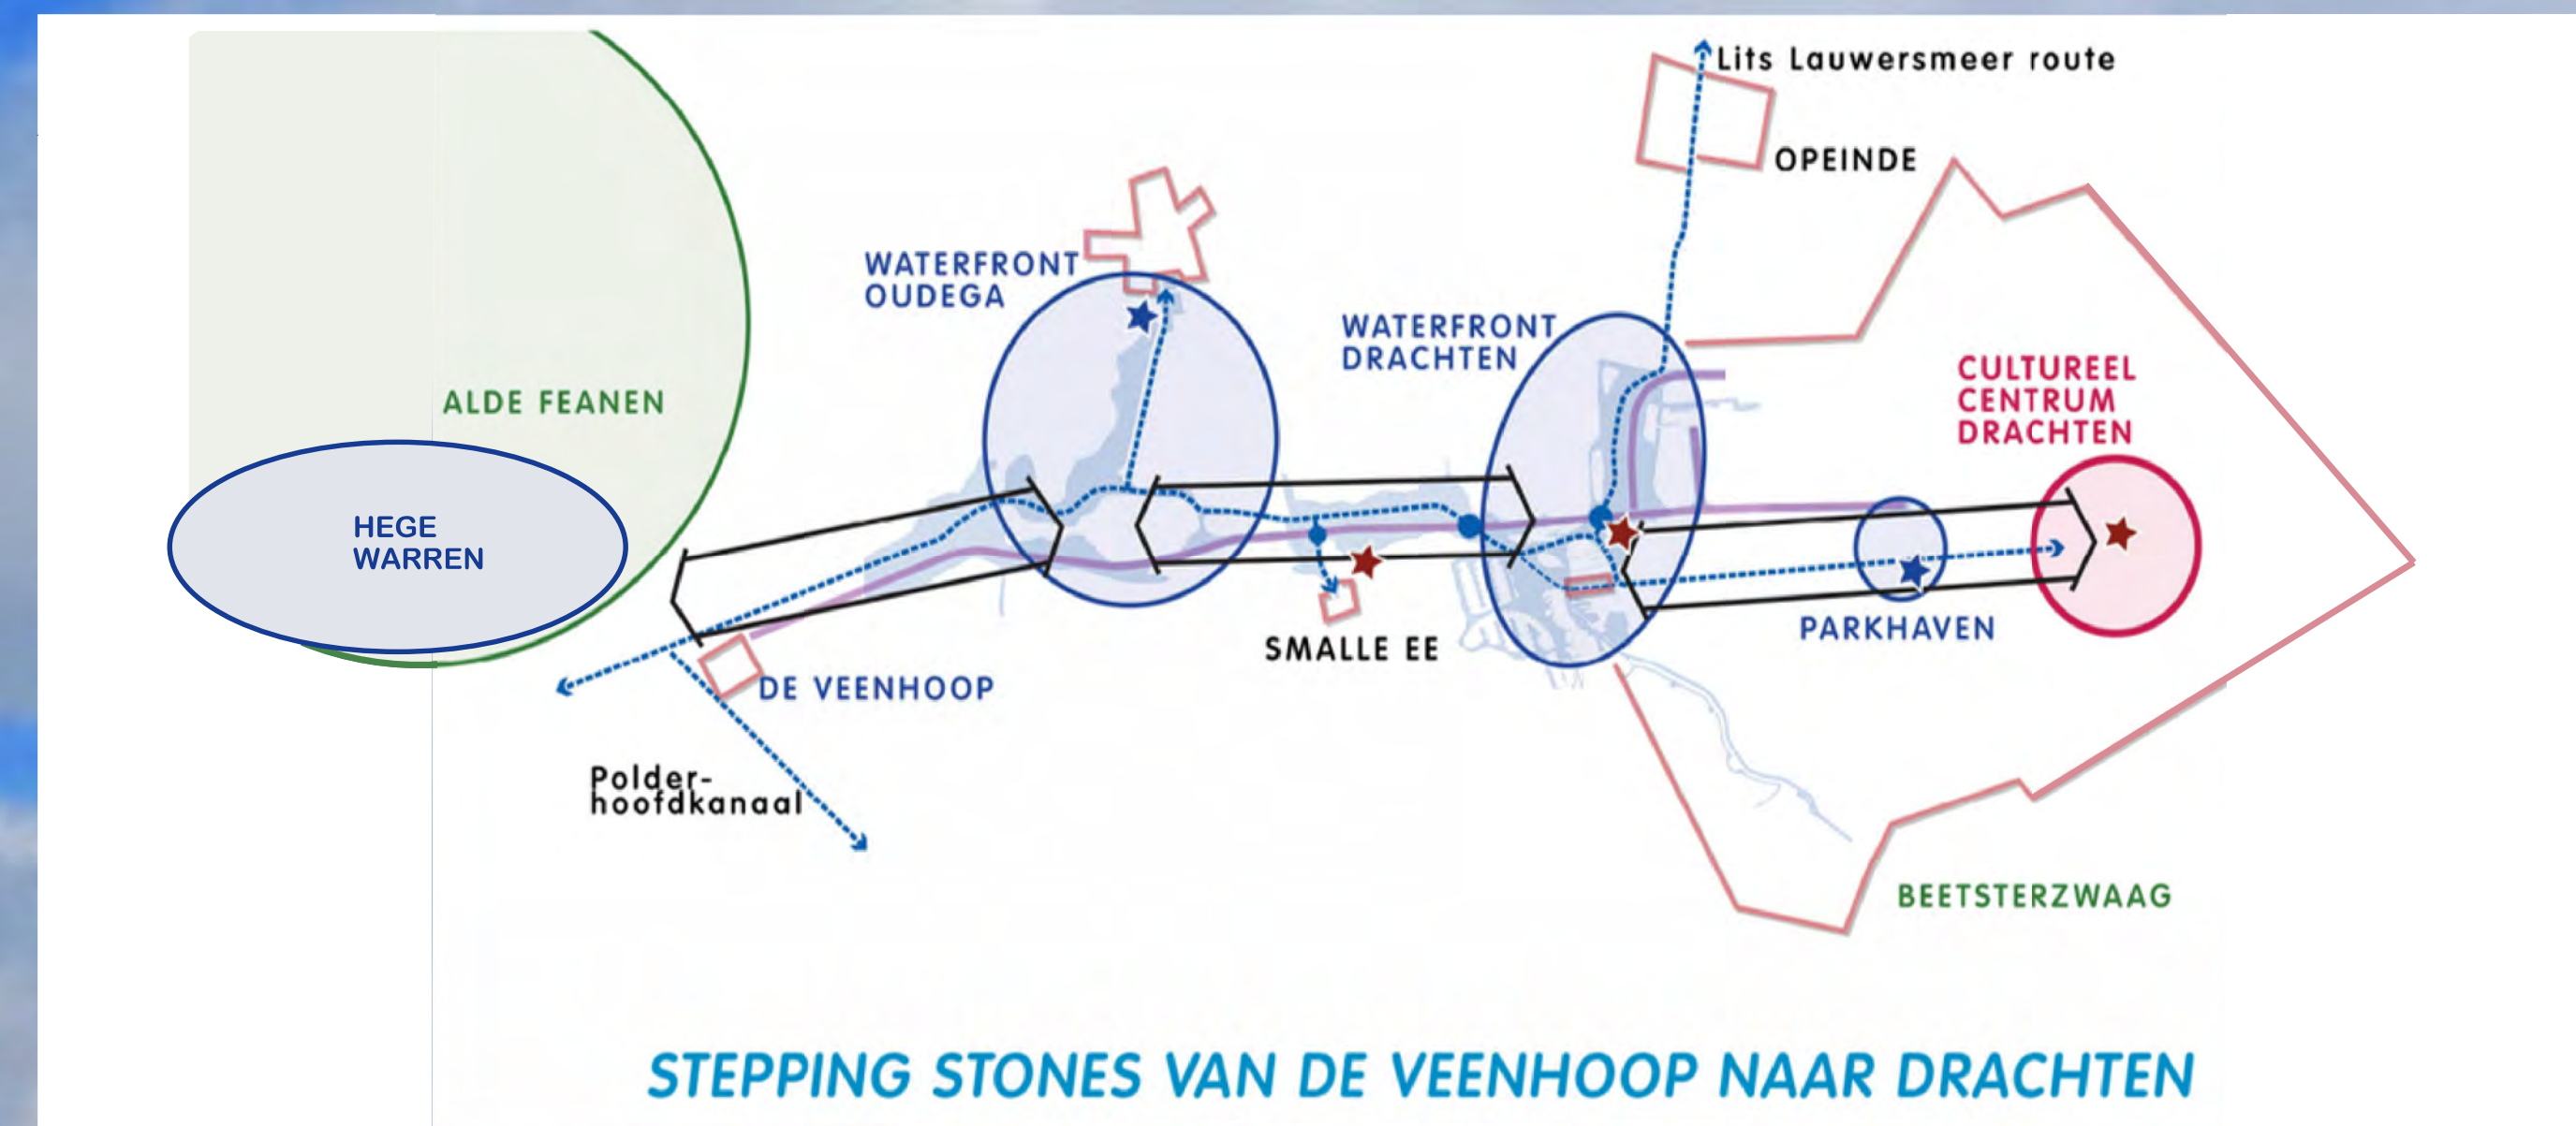 Lits Lauwersmeer route
OPEINDE
WATERFRONT
OUDEGA
WATERFRONT
DRACHTEN
CULTUREEL
CENTRUM
DRACHTEN
ALDE FEANEN
HEGE
WARREN
SMALLE EE
PARKHAVEN
DE VEENHOOP
Polder-
hoofdkanaal
BEETSTERZWAAG
STEPPING STONES VAN DE VEENHOOP NAAR DRACHTEN